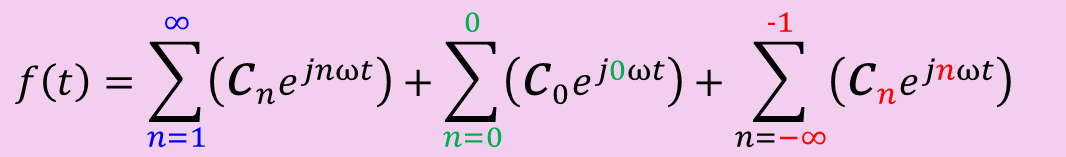 f(t) = ∑_{n=1}^{∞} (C_n e^{jnωt}) + ∑_{n=0}^{0} (C_0 e^{j0ωt}) + ∑_{n=-∞}^{-1} (C_n e^{jnωt})